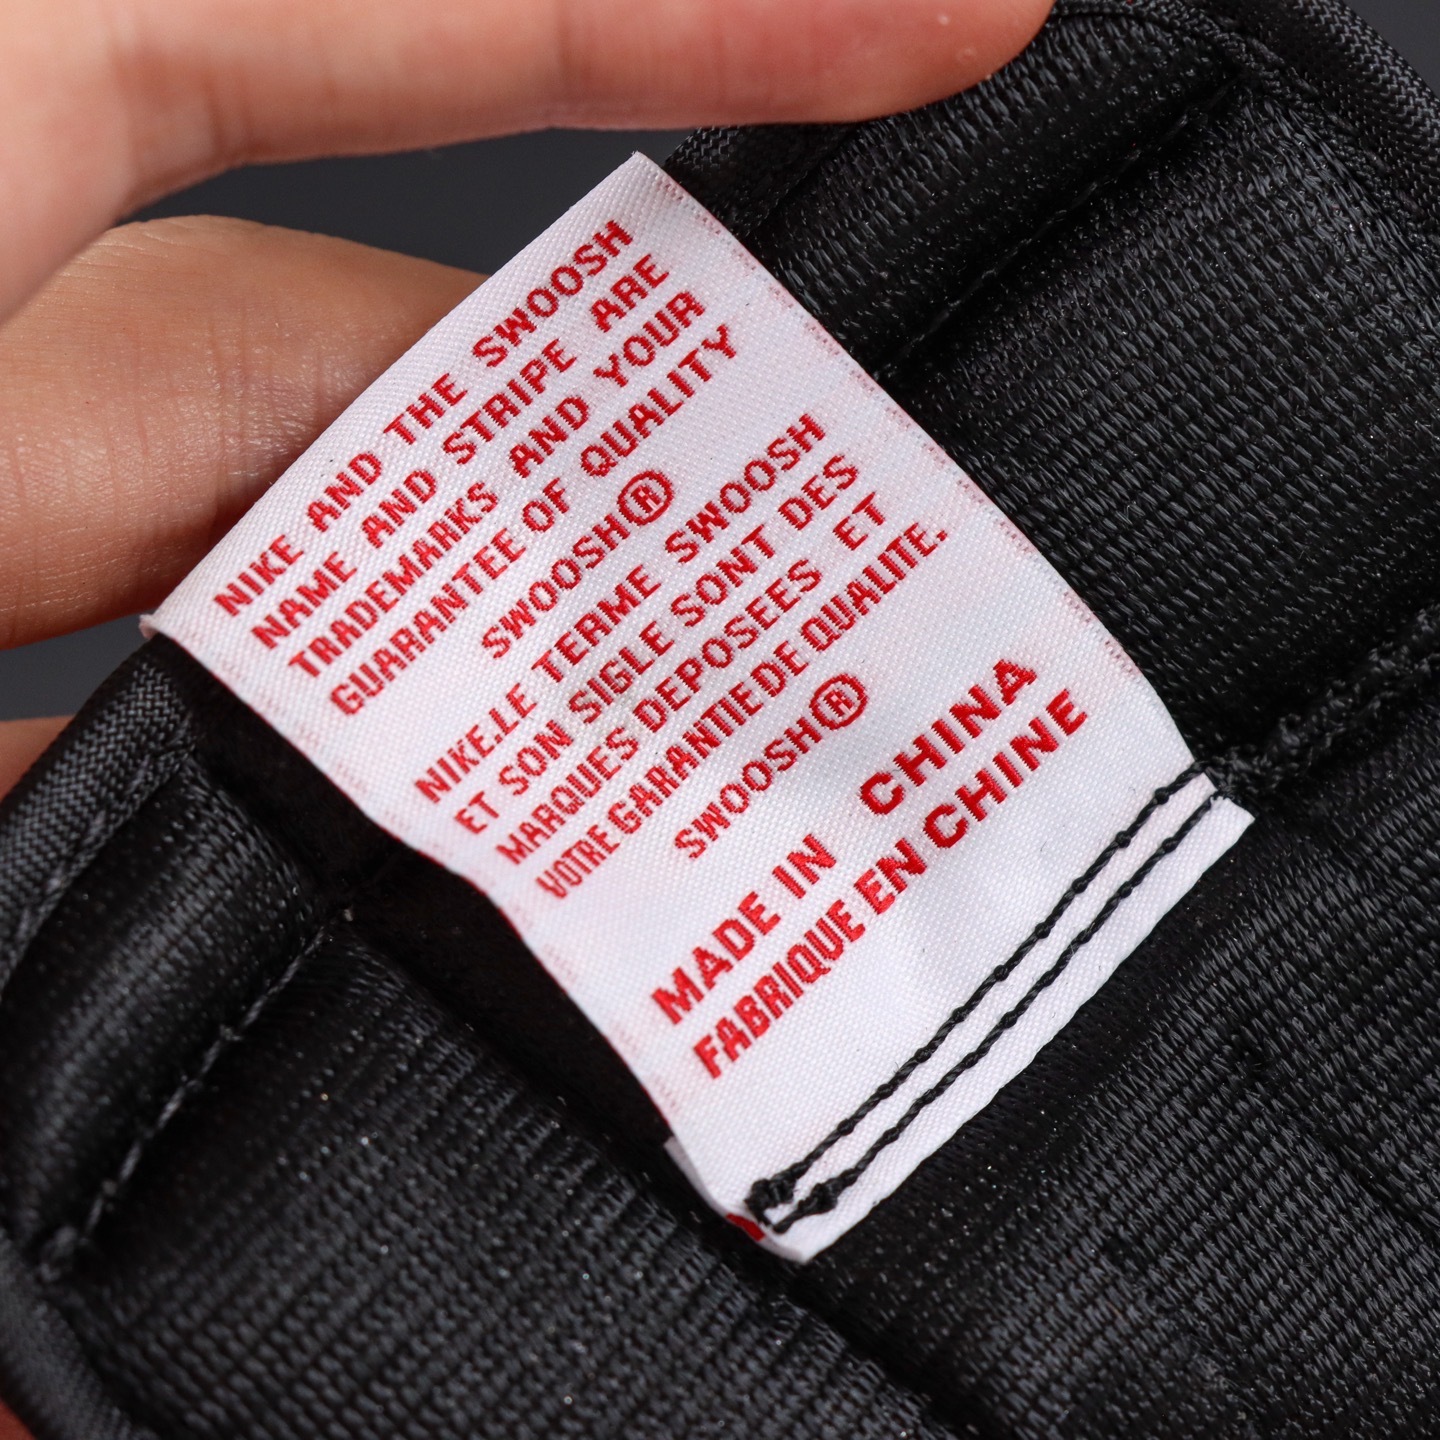 NIKE AND THE SWOOSH
NAME AND STRIPE ARE
TRADEMARKS AND YOUR
GUARANTEE OF QUALITY
SWOOSH®
NIKE.LE TERME SWOOSH
ET SON SIGLE SONT DES
MARQUES DEPOSEES ET
VOTRE GARANTIE DE QUALITE.
SWOOSH®
MADE IN CHINA
FABRIQUE EN CHINE